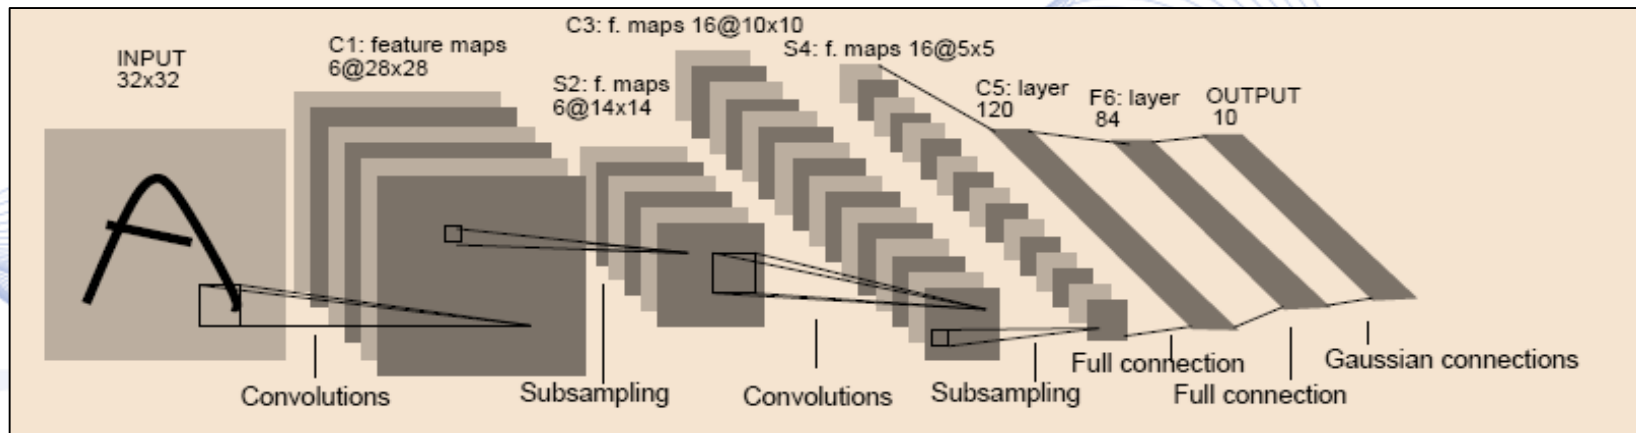 INPUT
32x32
C1: feature maps
6@28x28
S2: f. maps
6@14x14
C3: f. maps 16@10x10
S4: f. maps 16@5x5
C5: layer
120
F6: layer
84
OUTPUT
10
Convolutions
Subsampling
Convolutions
Subsampling
Full connection
Full connection
Gaussian connections